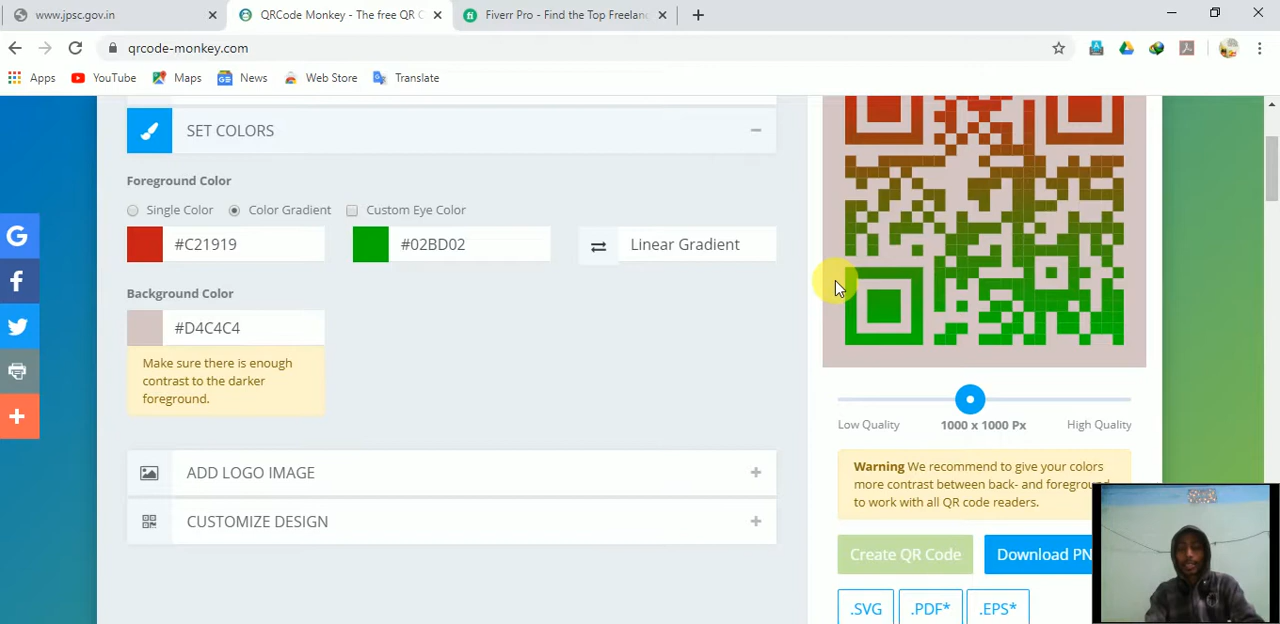 www.jpsc.gov.in
QRCode Monkey - The free QR C
Fiverr Pro - Find the Top Freelanc
qrcode-monkey.com
Apps
YouTube
Maps
News
Web Store
Translate
SET COLORS
Foreground Color
Single Color
Color Gradient
Custom Eye Color
#C21919
#02BD02
Linear Gradient
Background Color
#D4C4C4
Make sure there is enough
contrast to the darker
foreground.
ADD LOGO IMAGE
CUSTOMIZE DESIGN
Low Quality
1000 x 1000 Px
High Quality
Warning We recommend to give your colors
more contrast between back- and foreground
to work with all QR code readers.
Create QR Code
Download PN
.SVG
.PDF*
.EPS*